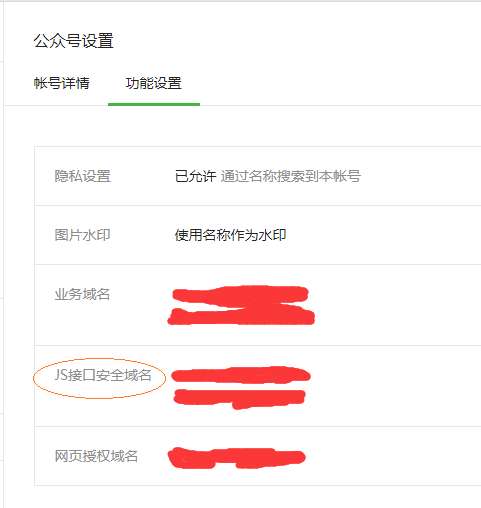 公众号设置
帐号详情 功能设置
隐私设置 已允许 通过名称搜索到本帐号
图片水印 使用名称作为水印
业务域名
JS接口安全域名
网页授权域名